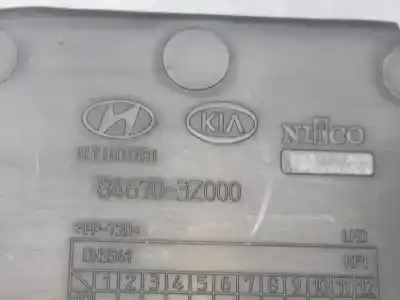 KIA NIFCO
HYUNDAI
84670-3Z000
>PP-T30< LHD
1 2 3 4 5 6 7 8 9 10 11 12